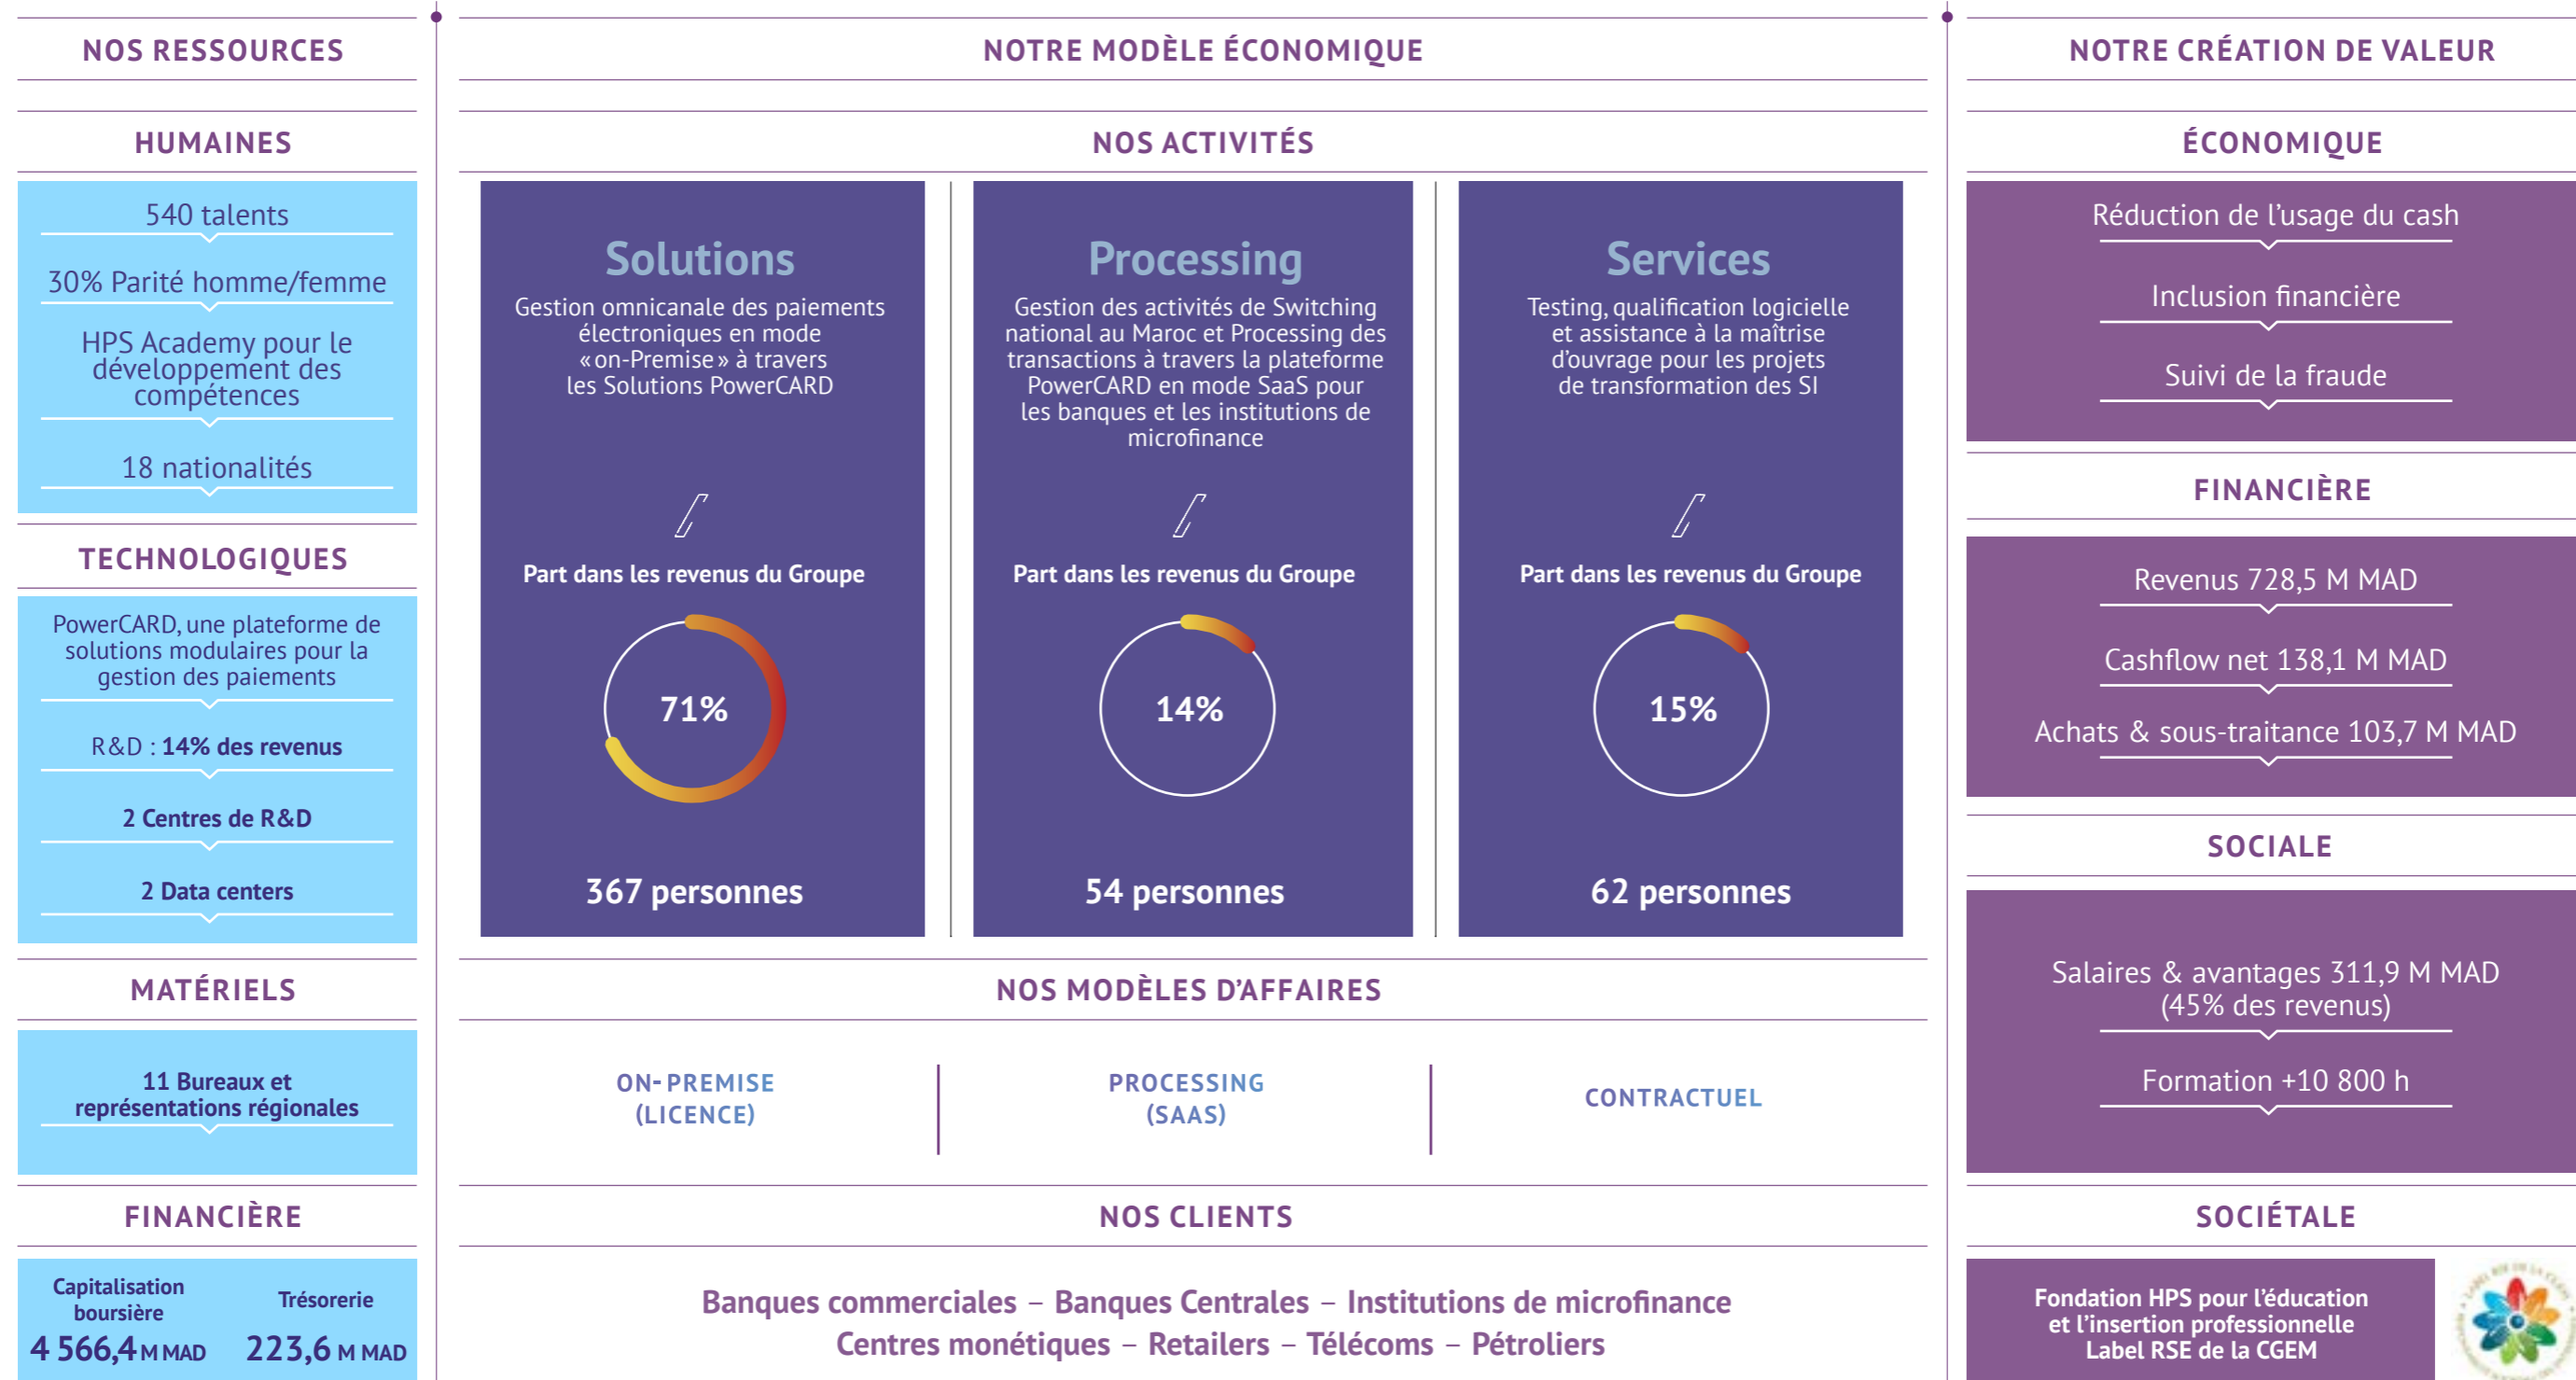 NOS RESSOURCES
HUMAINES
540 talents
30% Parité homme/femme
HPS Academy pour le
développement des
compétences
18 nationalités
TECHNOLOGIQUES
PowerCARD, une plateforme de
solutions modulaires pour la
gestion des paiements
R&D : 14% des revenus
2 Centres de R&D
2 Data centers
MATÉRIELS
11 Bureaux et
représentations régionales
FINANCIÈRE
Capitalisation
boursière
4 566,4 M MAD
Trésorerie
223,6 M MAD
NOTRE MODÈLE ÉCONOMIQUE
NOS ACTIVITÉS
Solutions
Gestion omnicanale des paiements
électroniques en mode
«on-Premise» à travers
les Solutions PowerCARD
Part dans les revenus du Groupe
71%
367 personnes
Processing
Gestion des activités de Switching
national au Maroc et Processing des
transactions à travers la plateforme
PowerCARD en mode SaaS pour
les banques et les institutions de
microfinance
Part dans les revenus du Groupe
14%
54 personnes
Services
Testing, qualification logicielle
et assistance à la maîtrise
d'ouvrage pour les projets
de transformation des SI
Part dans les revenus du Groupe
15%
62 personnes
NOS MODÈLES D'AFFAIRES
ON-PREMISE
(LICENCE)
PROCESSING
(SAAS)
CONTRACTUEL
NOS CLIENTS
Banques commerciales – Banques Centrales – Institutions de microfinance
Centres monétiques – Retailers – Télécoms – Pétroliers
NOTRE CRÉATION DE VALEUR
ÉCONOMIQUE
Réduction de l'usage du cash
Inclusion financière
Suivi de la fraude
FINANCIÈRE
Revenus 728,5 M MAD
Cashflow net 138,1 M MAD
Achats & sous-traitance 103,7 M MAD
SOCIALE
Salaires & avantages 311,9 M MAD
(45% des revenus)
Formation +10 800 h
SOCIÉTALE
Fondation HPS pour l'éducation
et l'insertion professionnelle
Label RSE de la CGEM